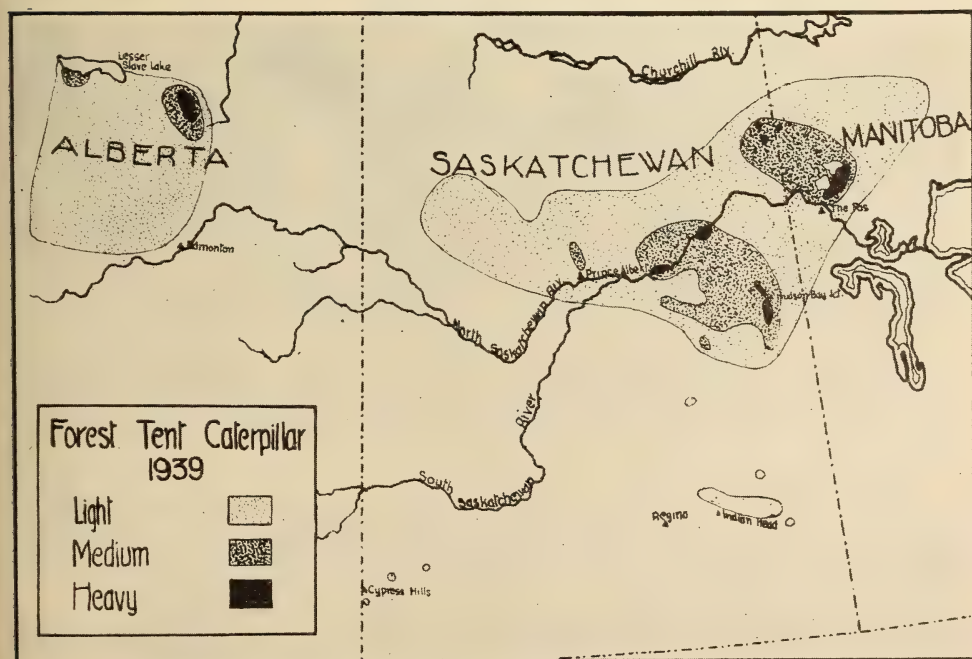 Lesser
Slave Lake
Churchill Riv.
ALBERTA
SASKATCHEWAN
MANITOBA
The Pas
Edmonton
Prince Albert
Hudson Bay Jct.
North Saskatchewan Riv.
River
South Saskatchewan
Regina
Indian Head
Cypress Hills
Forest Tent Caterpillar
1939
Light
Medium
Heavy